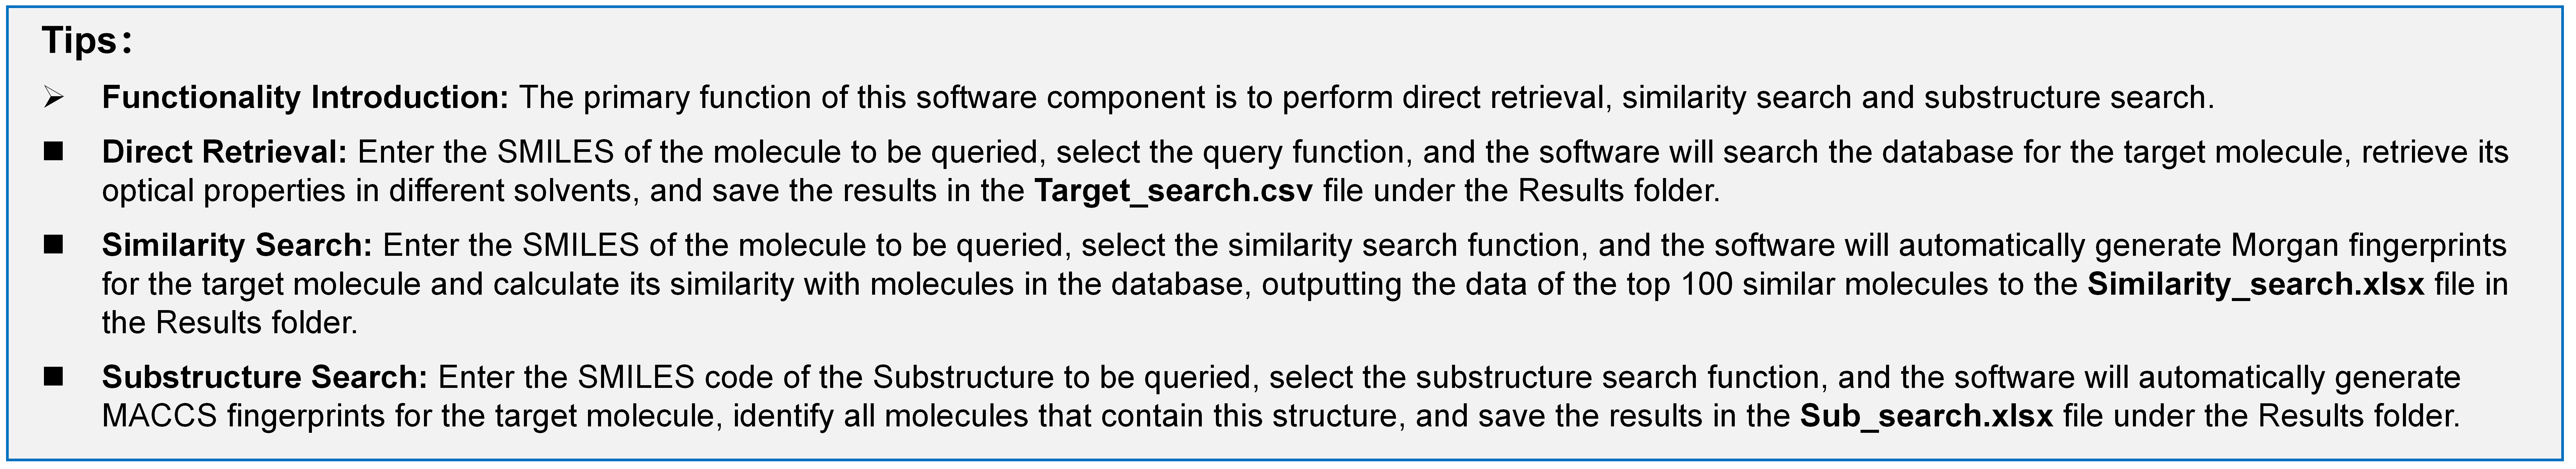 Tips:
➢ Functionality Introduction: The primary function of this software component is to perform direct retrieval, similarity search and substructure search.
■ Direct Retrieval: Enter the SMILES of the molecule to be queried, select the query function, and the software will search the database for the target molecule, retrieve its
optical properties in different solvents, and save the results in the Target_search.csv file under the Results folder.
■ Similarity Search: Enter the SMILES of the molecule to be queried, select the similarity search function, and the software will automatically generate Morgan fingerprints
for the target molecule and calculate its similarity with molecules in the database, outputting the data of the top 100 similar molecules to the Similarity_search.xlsx file in
the Results folder.
■ Substructure Search: Enter the SMILES code of the Substructure to be queried, select the substructure search function, and the software will automatically generate
MACCS fingerprints for the target molecule, identify all molecules that contain this structure, and save the results in the Sub_search.xlsx file under the Results folder.